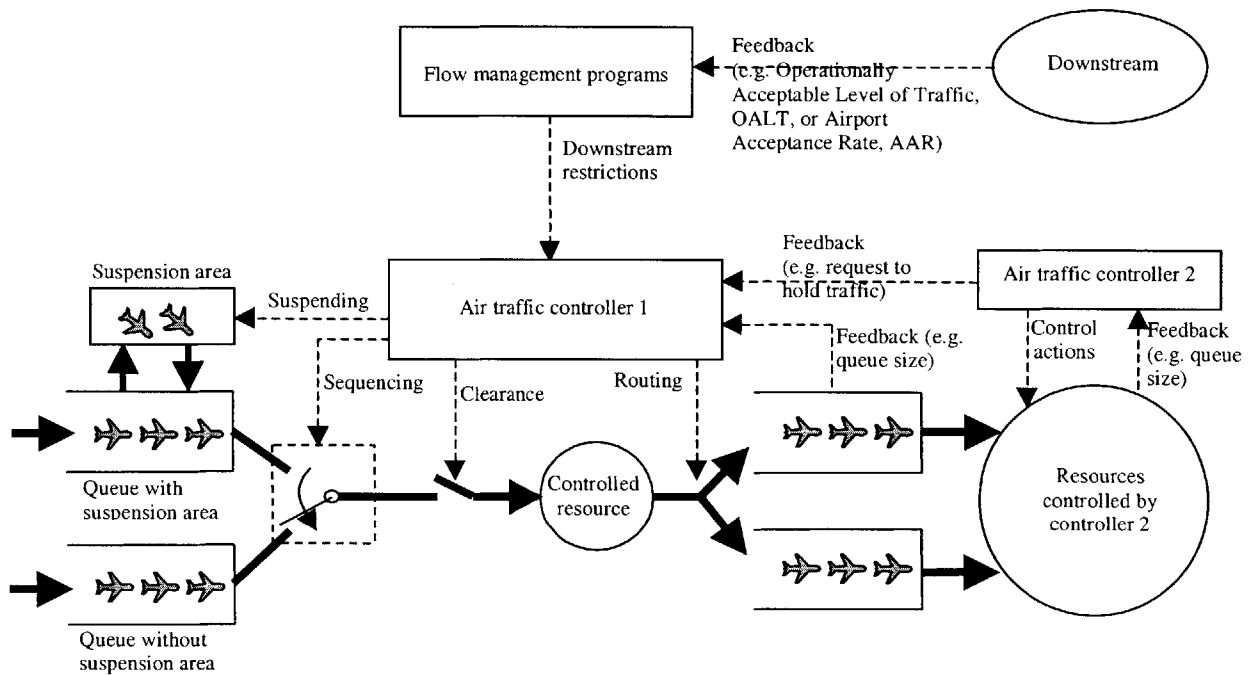 Flow management programs
Feedback
(e.g. Operationally
Acceptable Level of Traffic,
OALT, or Airport
Acceptance Rate, AAR)
Downstream
Downstream
restrictions
Suspension area
Suspending
Air traffic controller 1
Feedback
(e.g. request to
hold traffic)
Air traffic controller 2
Sequencing
Clearance
Routing
Feedback (e.g.
queue size)
Control
actions
Feedback
(e.g. queue
size)
Queue with
suspension area
Controlled
resource
Resources
controlled by
controller 2
Queue without
suspension area